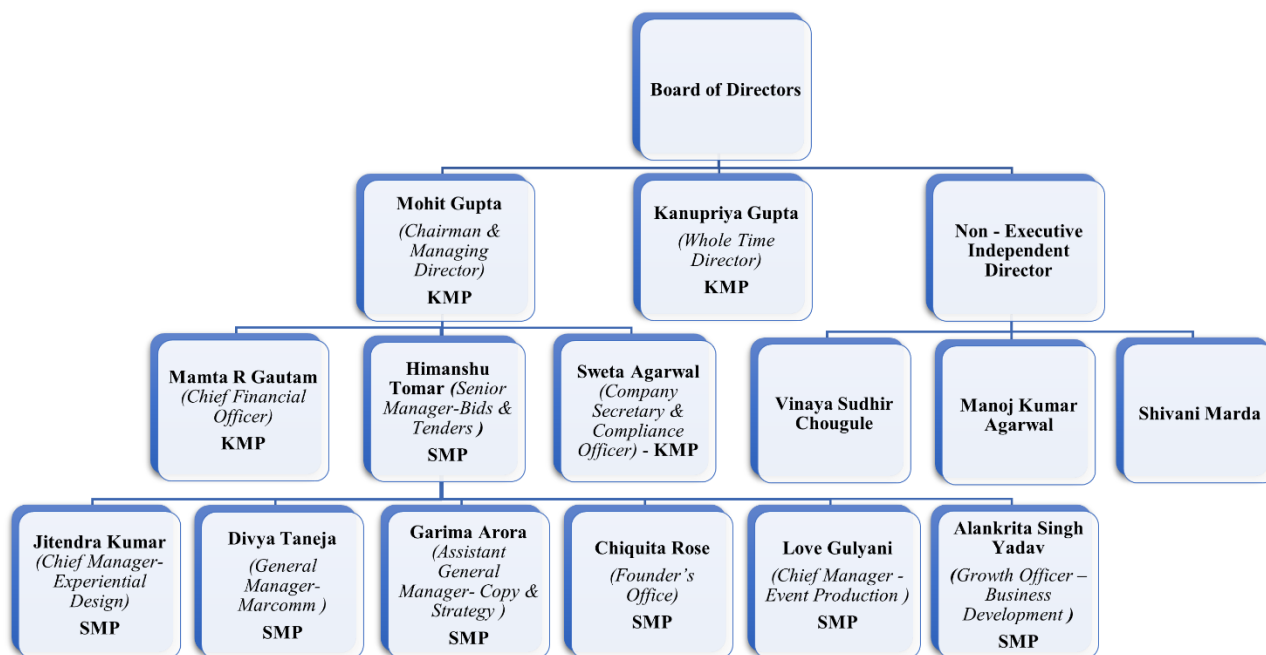 Board of Directors
Mohit Gupta
(Chairman &
Managing
Director)
KMP
Kanupriya Gupta
(Whole Time
Director)
KMP
Non - Executive
Independent
Director
Mamta R Gautam
(Chief Financial
Officer)
KMP
Himanshu
Tomar (Senior
Manager-Bids &
Tenders )
SMP
Sweta Agarwal
(Company
Secretary &
Compliance
Officer) - KMP
Vinaya Sudhir
Chougule
Manoj Kumar
Agarwal
Shivani Marda
Jitendra Kumar
(Chief Manager-
Experiential
Design)
SMP
Divya Taneja
(General
Manager-
Marcomm )
SMP
Garima Arora
(Assistant
General
Manager- Copy &
Strategy )
SMP
Chiquita Rose
(Founder’s
Office)
SMP
Love Gulyani
(Chief Manager -
Event Production )
SMP
Alankrita Singh
Yadav
(Growth Officer –
Business
Development )
SMP